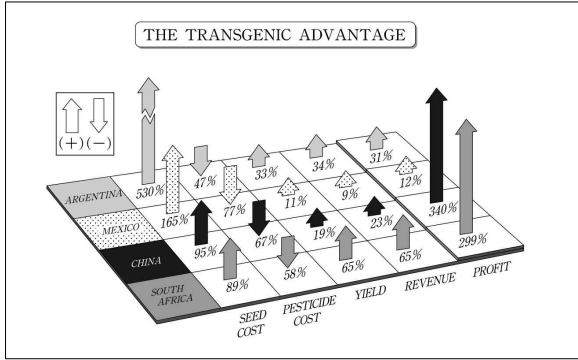 THE TRANSGENIC ADVANTAGE
(+) (−)
ARGENTINA 530% 47% 33% 34% 31%
MEXICO 165% 77% 11% 9% 12%
CHINA 95% 67% 19% 23% 340%
SOUTH
AFRICA 89% 58% 65% 65% 299%
SEED
COST
PESTICIDE
COST
YIELD
REVENUE
PROFIT